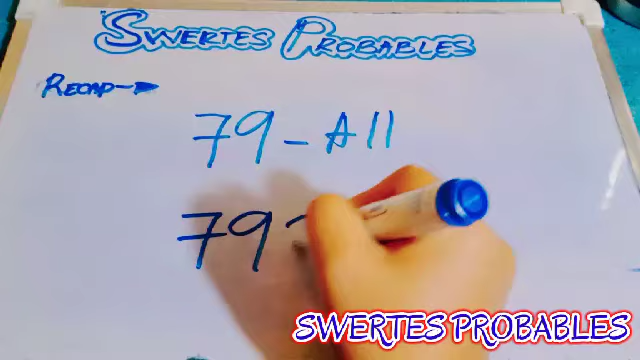 SWERTES PROBABLES
RECAP→
79 - All
79
SWERTES PROBABLES